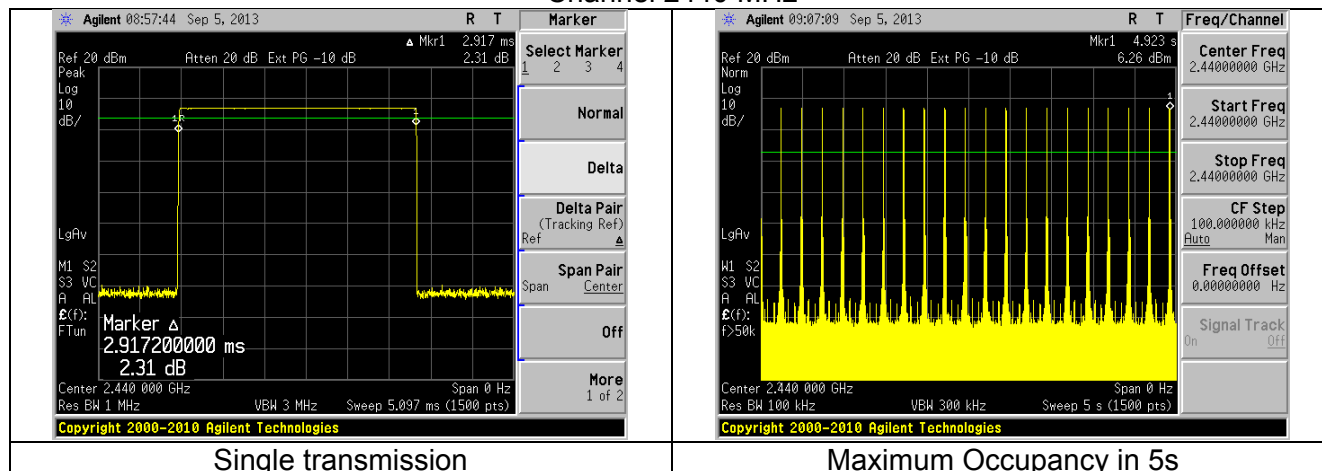 Agilent 08:57:44 Sep 5, 2013 R T
Marker
Δ Mkr1 2.917 ms
Ref 20 dBm Atten 20 dB Ext PG -10 dB 2.31 dB
Peak
Log
10
dB/
1R
1
LgAv
M1 S2
S3 VC
A AL
£(f):
FTun
Marker Δ
2.917200000 ms
2.31 dB
Center 2.440 000 GHz Span 0 Hz
Res BW 1 MHz VBW 3 MHz Sweep 5.097 ms (1500 pts)
Copyright 2000-2010 Agilent Technologies
Select Marker
1 2 3 4
Normal
Delta
Delta Pair
(Tracking Ref)
Ref Δ
Span Pair
Span Center
Off
More
1 of 2
Single transmission
Agilent 09:07:09 Sep 5, 2013 R T
Freq/Channel
Mkr1 4.923 s
Ref 20 dBm Atten 20 dB Ext PG -10 dB 6.26 dBm
Norm
Log
10
dB/
1
LgAv
W1 S2
S3 VC
A AL
£(f):
f>50k
Center 2.440 000 GHz Span 0 Hz
Res BW 100 kHz VBW 300 kHz Sweep 5 s (1500 pts)
Copyright 2000-2010 Agilent Technologies
Center Freq
2.44000000 GHz
Start Freq
2.44000000 GHz
Stop Freq
2.44000000 GHz
CF Step
100.000000 kHz
Auto Man
Freq Offset
0.00000000 Hz
Signal Track
On Off
Maximum Occupancy in 5s